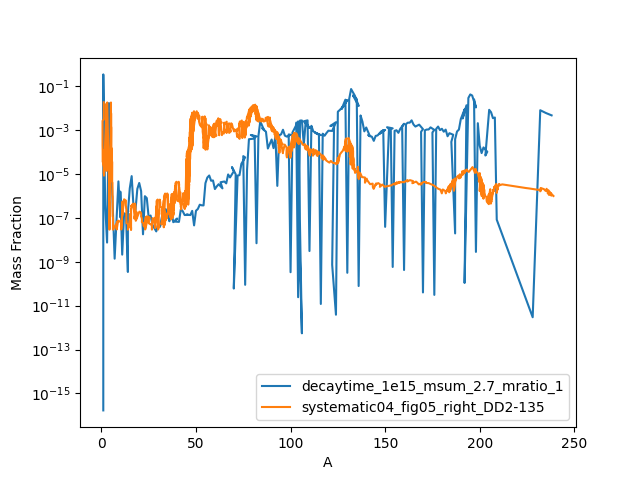 10⁻¹
10⁻³
10⁻⁵
10⁻⁷
10⁻⁹
10⁻¹¹
10⁻¹³
10⁻¹⁵
Mass Fraction
decaytime_1e15_msum_2.7_mratio_1
systematic04_fig05_right_DD2-135
0 50 100 150 200 250
A